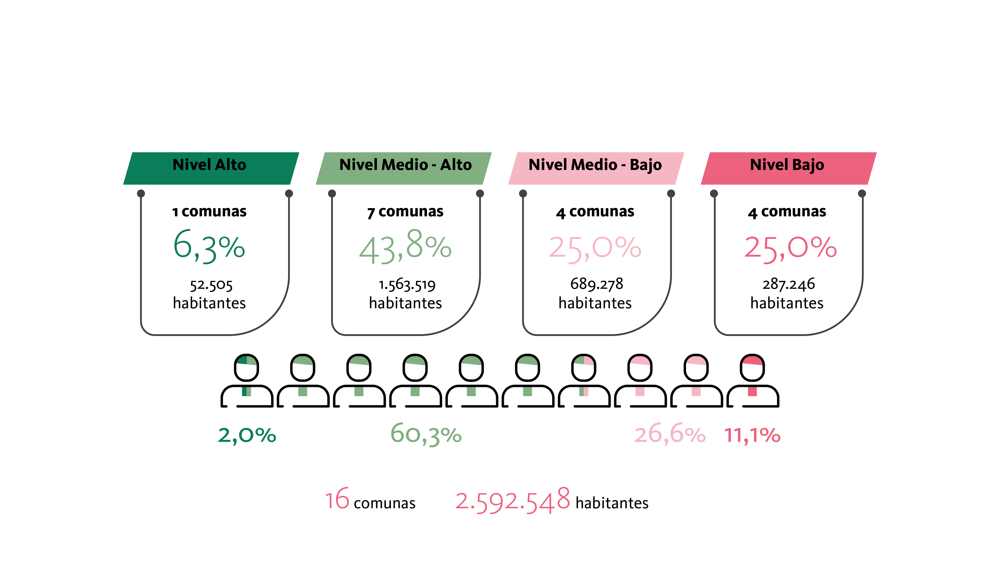 Nivel Alto
Nivel Medio - Alto
Nivel Medio - Bajo
Nivel Bajo
1 comunas
6,3%
52.505
habitantes
7 comunas
43,8%
1.563.519
habitantes
4 comunas
25,0%
689.278
habitantes
4 comunas
25,0%
287.246
habitantes
2,0%
60,3%
26,6%
11,1%
16 comunas
2.592.548 habitantes